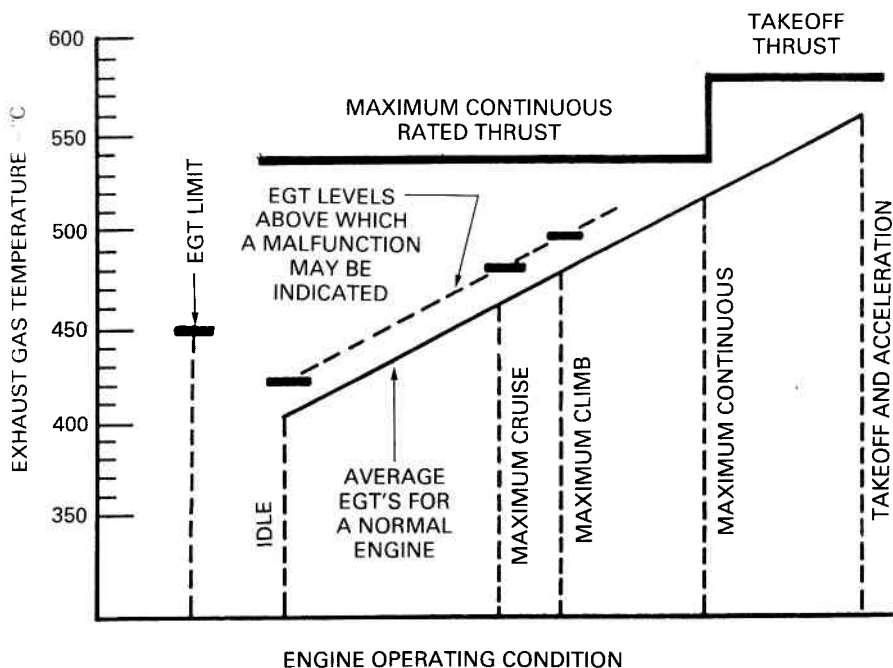 600
550
500
450
400
350
EXHAUST GAS TEMPERATURE – °C
EGT LIMIT
TAKEOFF
THRUST
MAXIMUM CONTINUOUS
RATED THRUST
EGT LEVELS
ABOVE WHICH
A MALFUNCTION
MAY BE
INDICATED
AVERAGE
EGT'S FOR
A NORMAL
ENGINE
IDLE
MAXIMUM CRUISE
MAXIMUM CLIMB
MAXIMUM CONTINUOUS
TAKEOFF AND ACCELERATION
ENGINE OPERATING CONDITION